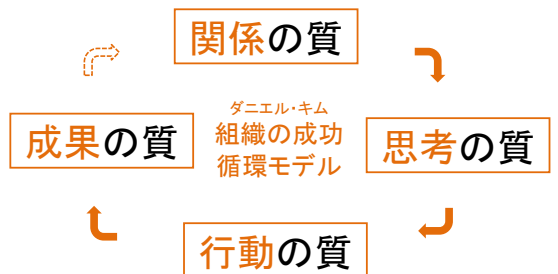 関係の質
ダニエル・キム
組織の成功
循環モデル
成果の質
思考の質
行動の質